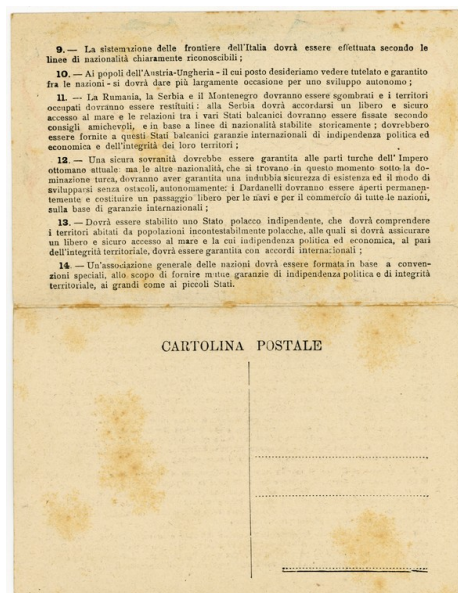 9. — La sistemazione delle frontiere dell'Italia dovrà essere effettuata secondo le
linee di nazionalità chiaramente riconoscibili ;
10. — Ai popoli dell'Austria-Ungheria - il cui posto desideriamo vedere tutelato e garantito
fra le nazioni - si dovrà dare più largamente occasione per uno sviluppo autonomo ;
11. — La Rumania, la Serbia e il Montenegro dovranno essere sgombrati e i territori
occupati dovranno essere restituiti : alla Serbia dovrà accordarsi un libero e sicuro
accesso al mare e le relazioni tra i vari Stati balcanici dovranno essere fissate secondo
consigli amichevoli, e in base a linee di nazionalità stabilite storicamente ; dovrebbero
essere fornite a questi Stati balcanici garanzie internazionali di indipendenza politica ed
economica e dell'integrità dei loro territori ;
12. — Una sicura sovranità dovrebbe essere garantita alle parti turche dell' Impero
ottomano attuale: ma le altre nazionalità, che si trovano in questo momento sotto la do-
minazione turca, dovranno aver garantita una indubbia sicurezza di esistenza ed il modo di
svilupparsi senza ostacoli, autonomamente: i Dardanelli dovranno essere aperti permanen-
temente e costituire un passaggio libero per le navi e per il commercio di tutte le nazioni,
sulla base di garanzie internazionali ;
13. — Dovrà essere stabilito uno Stato polacco indipendente, che dovrà comprendere
i territori abitati da popolazioni incontestabilmente polacche, alle quali si dovrà assicurare
un libero e sicuro accesso al mare e la cui indipendenza politica ed economica, al pari
dell'integrità territoriale, dovrà essere garantita con accordi internazionali ;
14. — Un'associazione generale delle nazioni dovrà essere formata in base a conven-
zioni speciali, allo scopo di fornire mutue garanzie di indipendenza politica e di integrità
territoriale, ai grandi come ai piccoli Stati.
CARTOLINA POSTALE